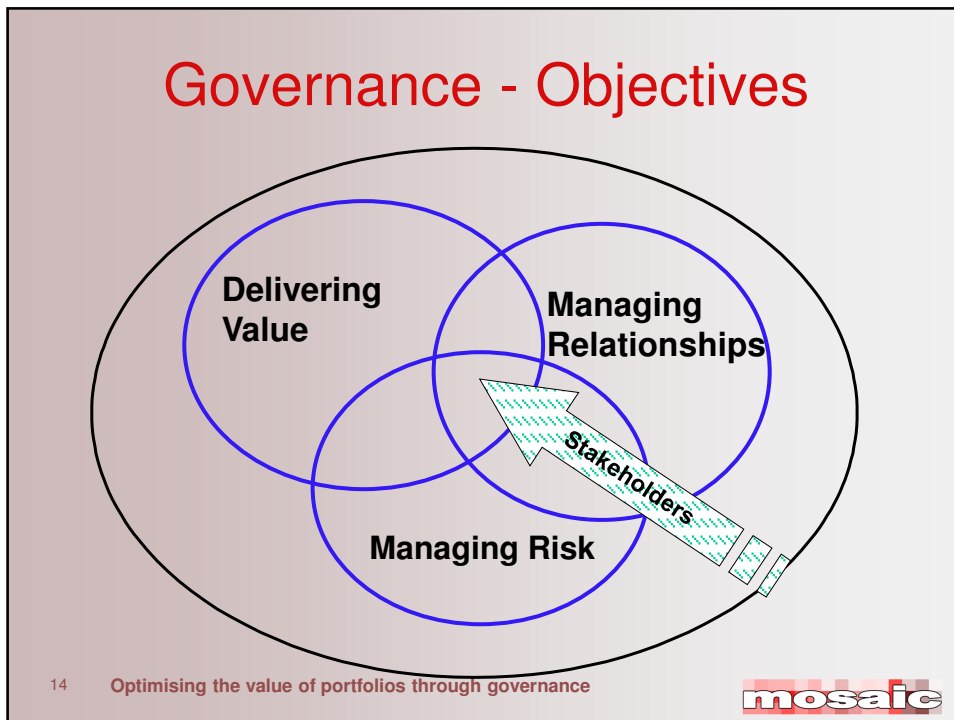 Governance - Objectives
Delivering
Value
Managing
Relationships
Stakeholders
Managing Risk
14 Optimising the value of portfolios through governance
mosaic